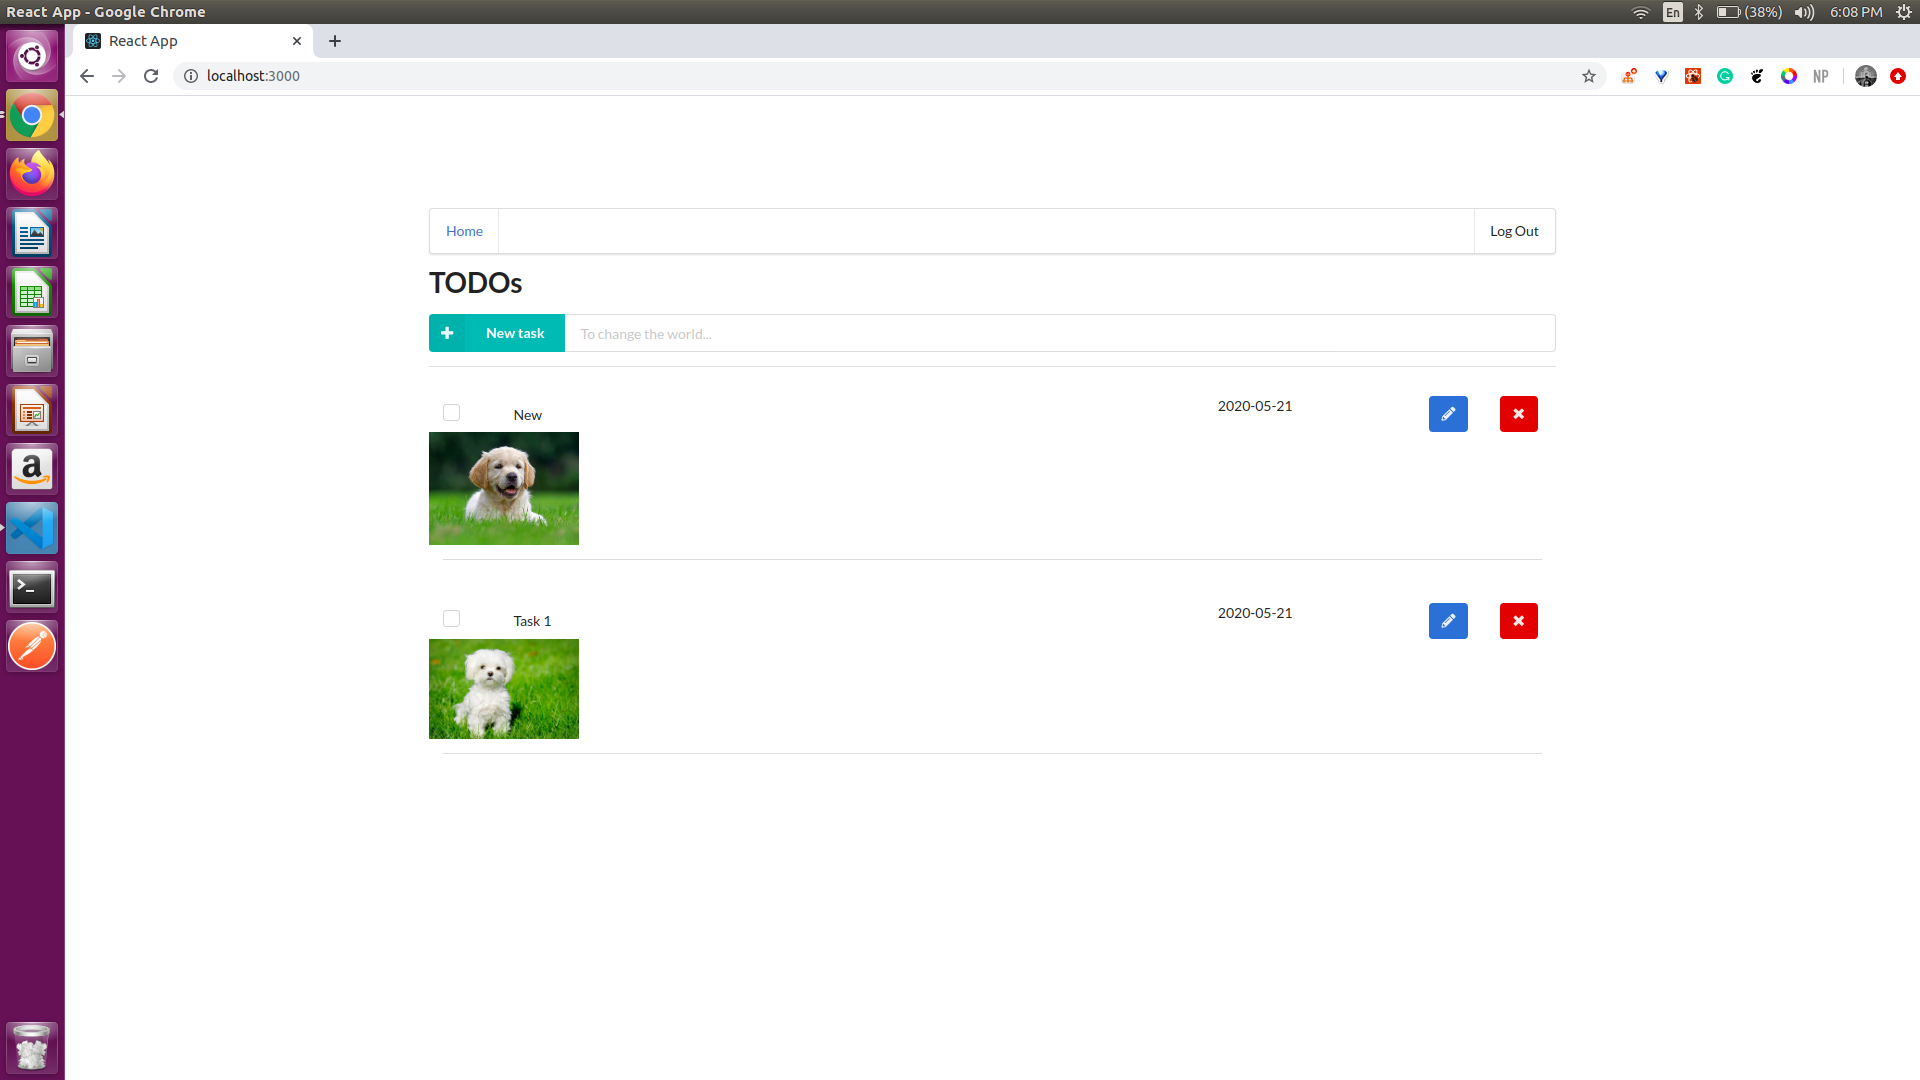 React App - Google Chrome
En
(38%)
6:08 PM
React App
localhost:3000
NP
Home
Log Out
TODOs
New task
To change the world...
New
2020-05-21
Task 1
2020-05-21